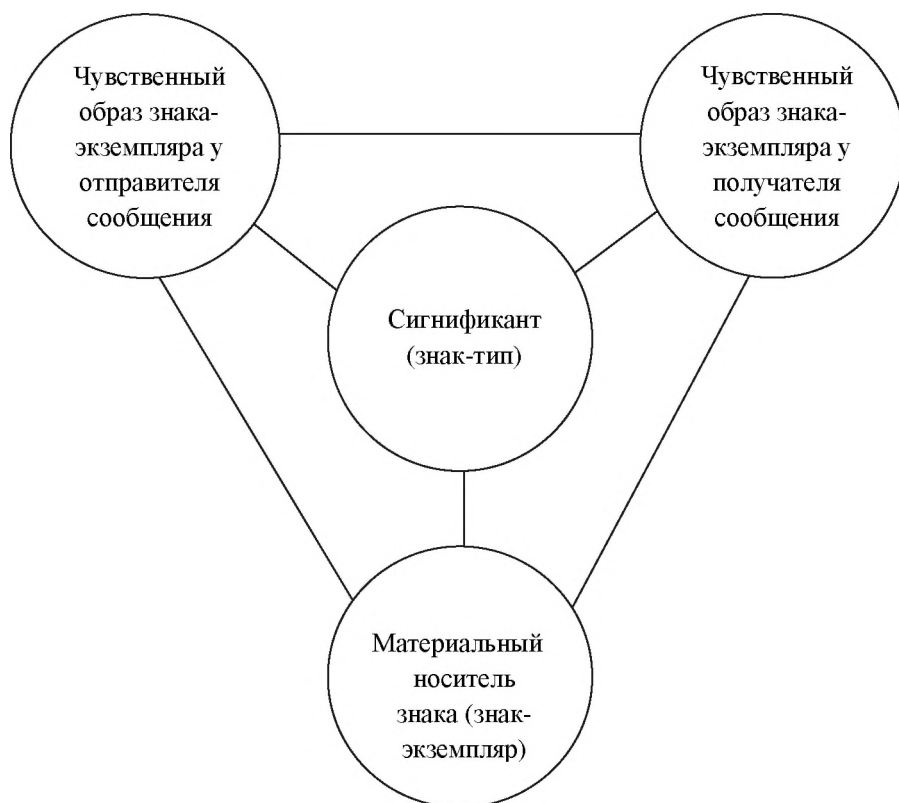 Чувственный
образ знака-
экземпляра у
отправителя
сообщения
Чувственный
образ знака-
экземпляра у
получателя
сообщения
Сигнификант
(знак-тип)
Материальный
носитель
знака (знак-
экземпляр)